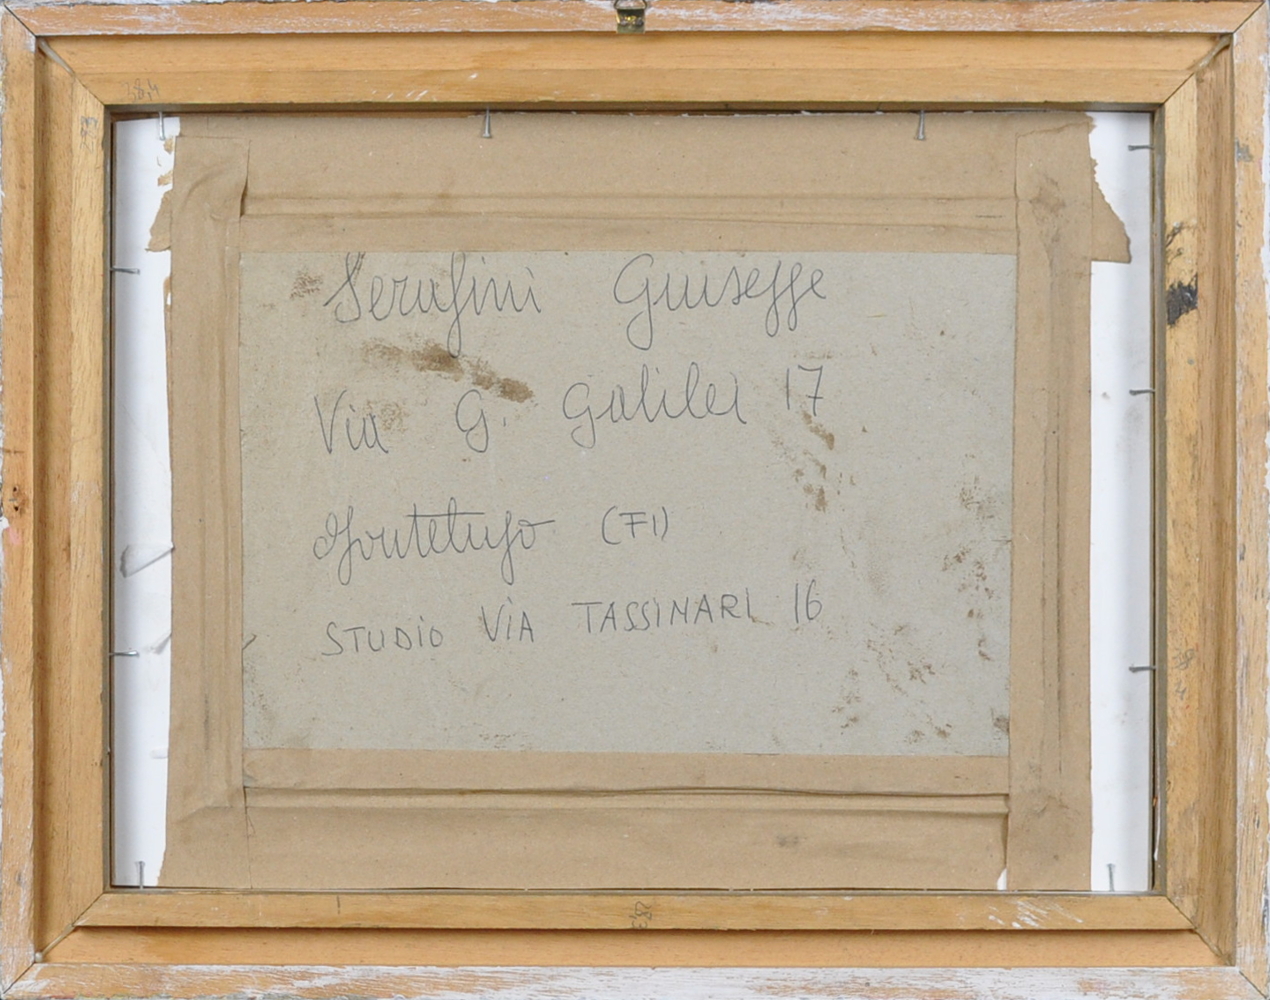 Serafini Giuseppe
Via G. Galilei 17
Montelupo (FI)
STUDIO VIA TASSINARI 16